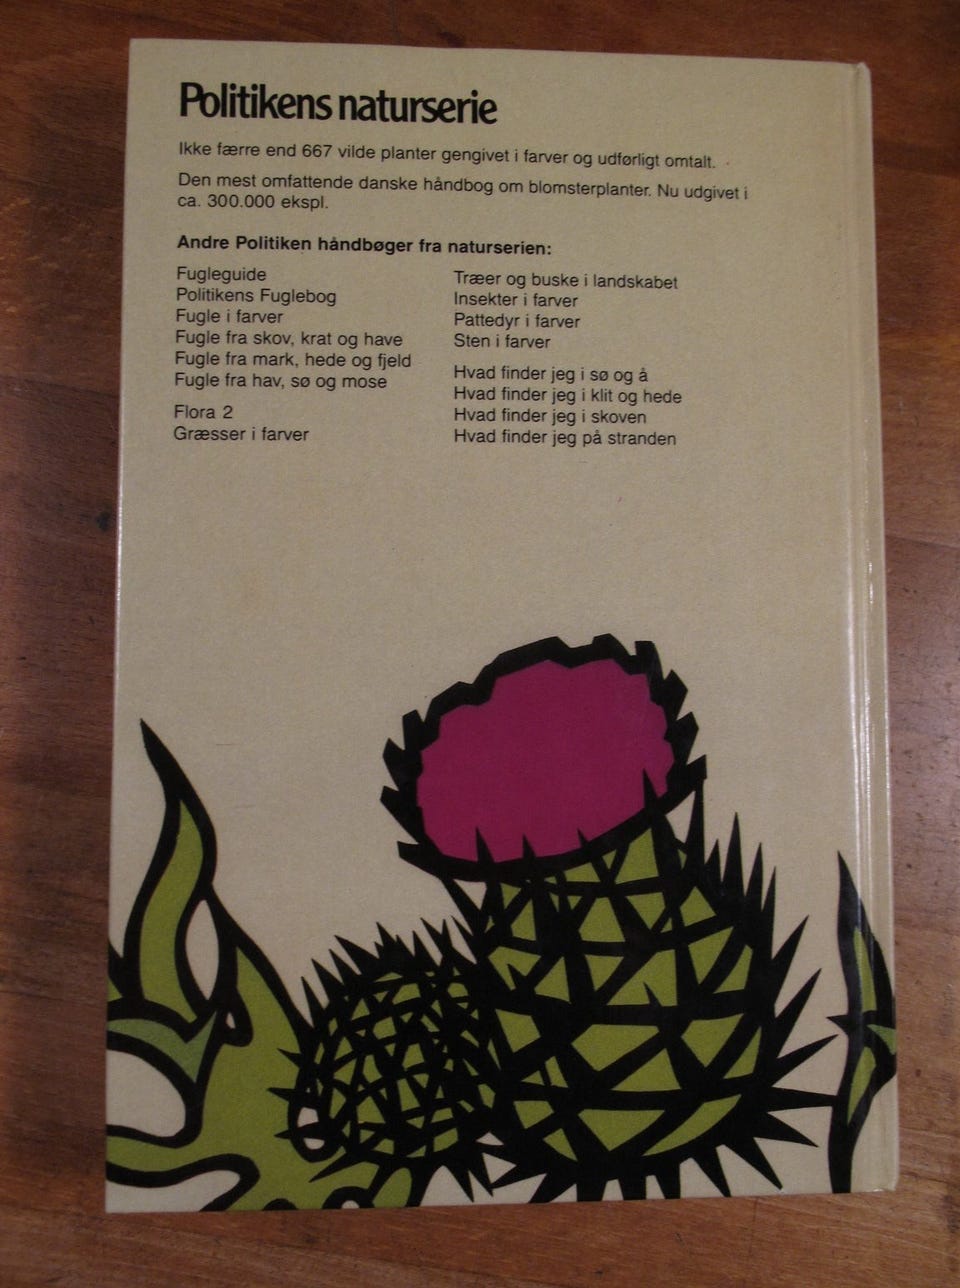 Politikens naturserie
Ikke færre end 667 vilde planter gengivet i farver og udførligt omtalt.
Den mest omfattende danske håndbog om blomsterplanter. Nu udgivet i
ca. 300.000 ekspl.
Andre Politiken håndbøger fra naturserien:
Fugleguide
Politikens Fuglebog
Fugle i farver
Fugle fra skov, krat og have
Fugle fra mark, hede og fjeld
Fugle fra hav, sø og mose
Flora 2
Græsser i farver
Træer og buske i landskabet
Insekter i farver
Pattedyr i farver
Sten i farver
Hvad finder jeg i sø og å
Hvad finder jeg i klit og hede
Hvad finder jeg i skoven
Hvad finder jeg på stranden